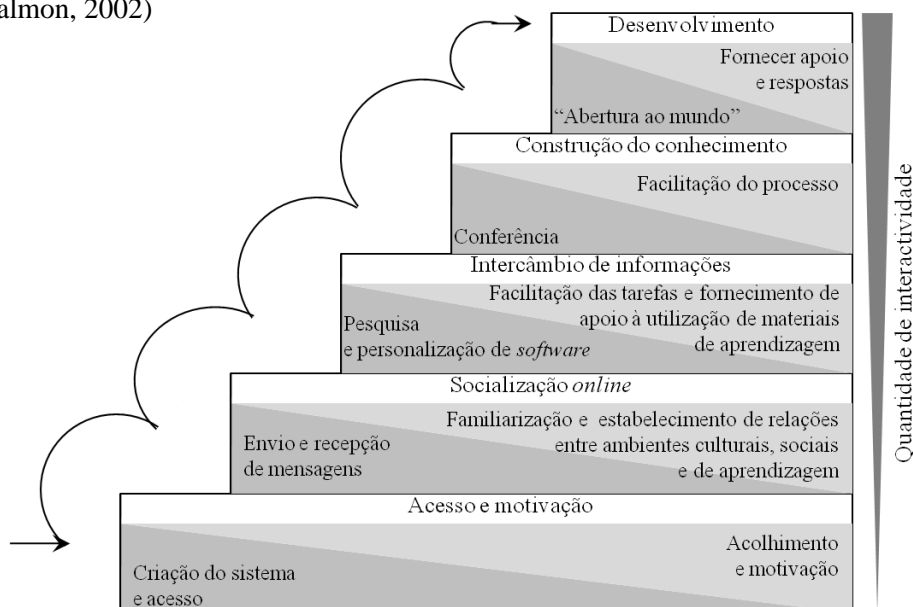 almon, 2002)
Desenvolvimento
Fornecer apoio
e respostas
“Abertura ao mundo”
Construção do conhecimento
Facilitação do processo
Conferência
Intercâmbio de informações
Facilitação das tarefas e fornecimento de
apoio à utilização de materiais
de aprendizagem
Pesquisa
e personalização de software
Socialização online
Familiarização e estabelecimento de relações
entre ambientes culturais, sociais
e de aprendizagem
Envio e recepção
de mensagens
Acesso e motivação
Acolhimento
e motivação
Criação do sistema
e acesso
Quantidade de interactividade